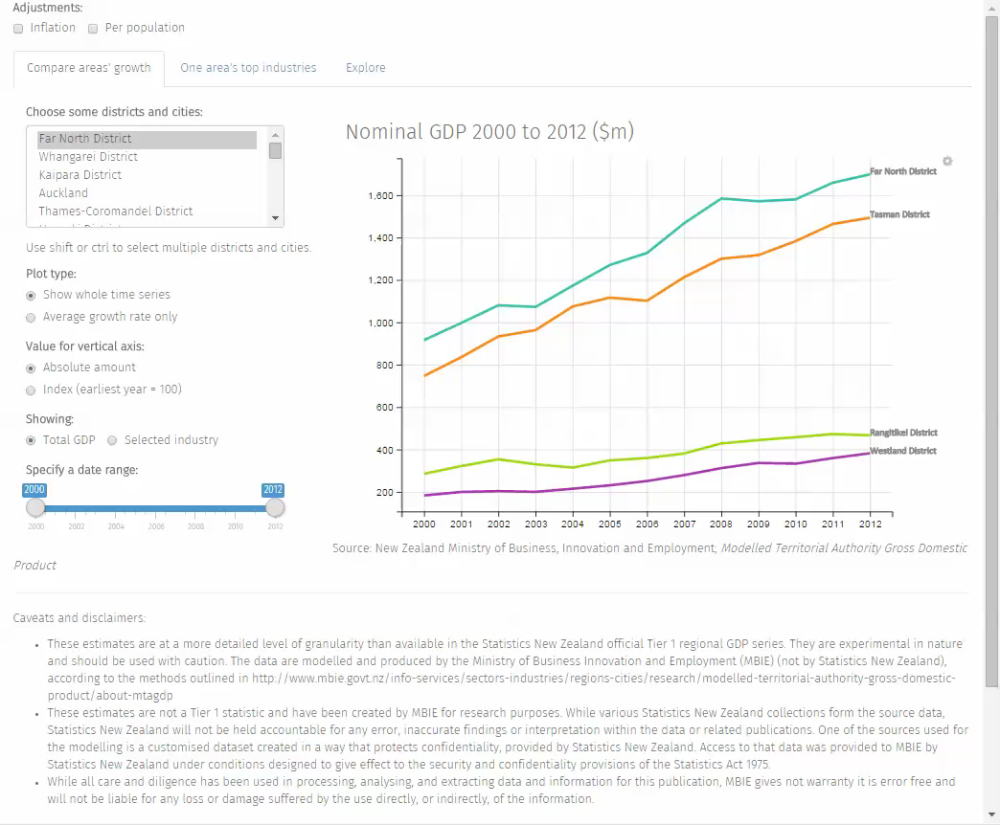 Adjustments:
Inflation Per population
Compare areas' growth One area's top industries Explore
Choose some districts and cities:
Far North District
Whangarei District
Kaipara District
Auckland
Thames-Coromandel District
Use shift or ctrl to select multiple districts and cities.
Plot type:
Show whole time series
Average growth rate only
Value for vertical axis:
Absolute amount
Index (earliest year = 100)
Showing:
Total GDP Selected industry
Specify a date range:
2000 2012
2000 2002 2004 2006 2008 2010 2012
Nominal GDP 2000 to 2012 ($m)
Far North District
1,600
Tasman District
1,400
1,200
1,000
800
600
Rangitikei District
400
Westland District
200
2000 2001 2002 2003 2004 2005 2006 2007 2008 2009 2010 2011 2012
Source: New Zealand Ministry of Business, Innovation and Employment; Modelled Territorial Authority Gross Domestic
Product
Caveats and disclaimers:
• These estimates are at a more detailed level of granularity than available in the Statistics New Zealand official Tier 1 regional GDP series. They are experimental in nature
and should be used with caution. The data are modelled and produced by the Ministry of Business Innovation and Employment (MBIE) (not by Statistics New Zealand),
according to the methods outlined in http://www.mbie.govt.nz/info-services/sectors-industries/regions-cities/research/modelled-territorial-authority-gross-domestic-
product/about-mtagdp
• These estimates are not a Tier 1 statistic and have been created by MBIE for research purposes. While various Statistics New Zealand collections form the source data,
Statistics New Zealand will not be held accountable for any error, inaccurate findings or interpretation within the data or related publications. One of the sources used for
the modelling is a customised dataset created in a way that protects confidentiality, provided by Statistics New Zealand. Access to that data was provided to MBIE by
Statistics New Zealand under conditions designed to give effect to the security and confidentiality provisions of the Statistics Act 1975.
• While all care and diligence has been used in processing, analysing, and extracting data and information for this publication, MBIE gives not warranty it is error free and
will not be liable for any loss or damage suffered by the use directly, or indirectly, of the information.